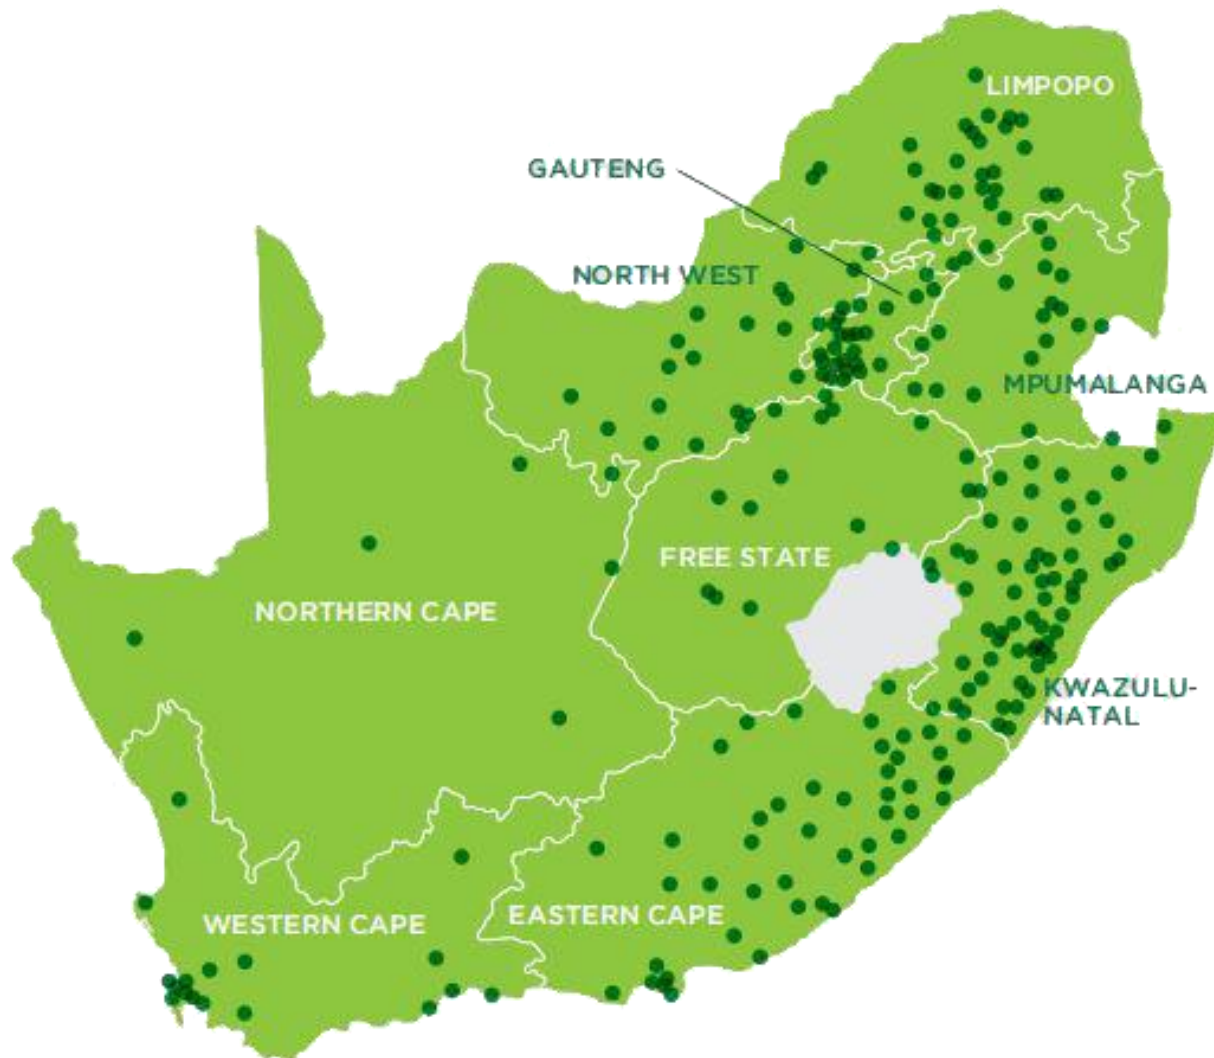 LIMPOPO
GAUTENG
NORTH WEST
MPUMALANGA
FREE STATE
NORTHERN CAPE
KWAZULU-
NATAL
EASTERN CAPE
WESTERN CAPE